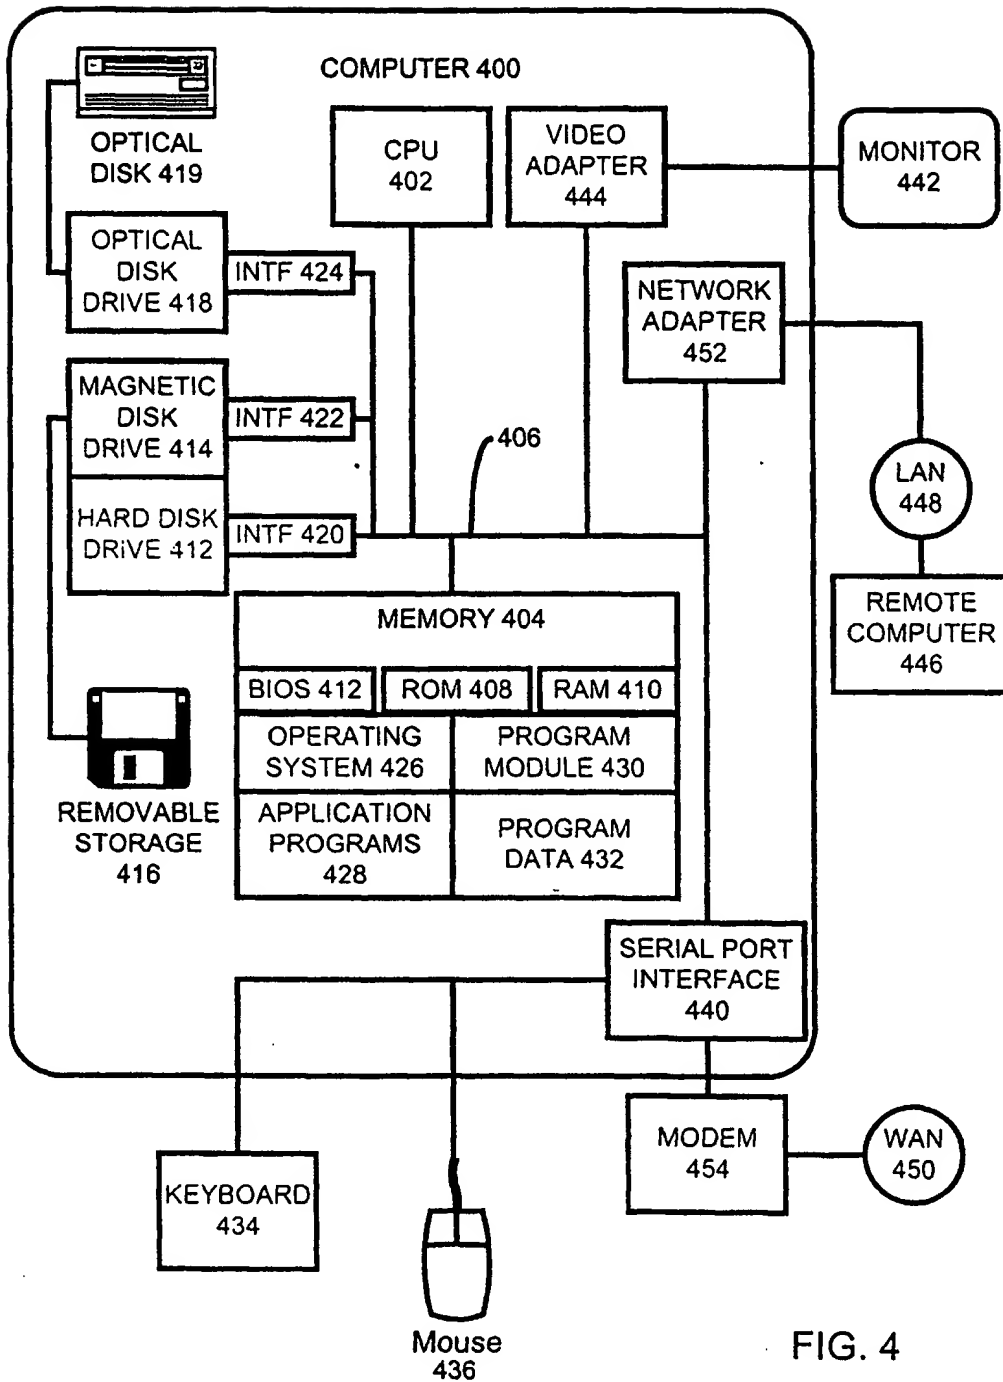 COMPUTER 400
OPTICAL
DISK 419
CPU
402
VIDEO
ADAPTER
444
MONITOR
442
OPTICAL
DISK
DRIVE 418
INTF 424
NETWORK
ADAPTER
452
MAGNETIC
DISK
DRIVE 414
INTF 422
406
LAN
448
HARD DISK
DRIVE 412
INTF 420
REMOTE
COMPUTER
446
MEMORY 404
BIOS 412
ROM 408
RAM 410
OPERATING
SYSTEM 426
PROGRAM
MODULE 430
APPLICATION
PROGRAMS
428
PROGRAM
DATA 432
REMOVABLE
STORAGE
416
SERIAL PORT
INTERFACE
440
MODEM
454
WAN
450
KEYBOARD
434
Mouse
436
FIG. 4